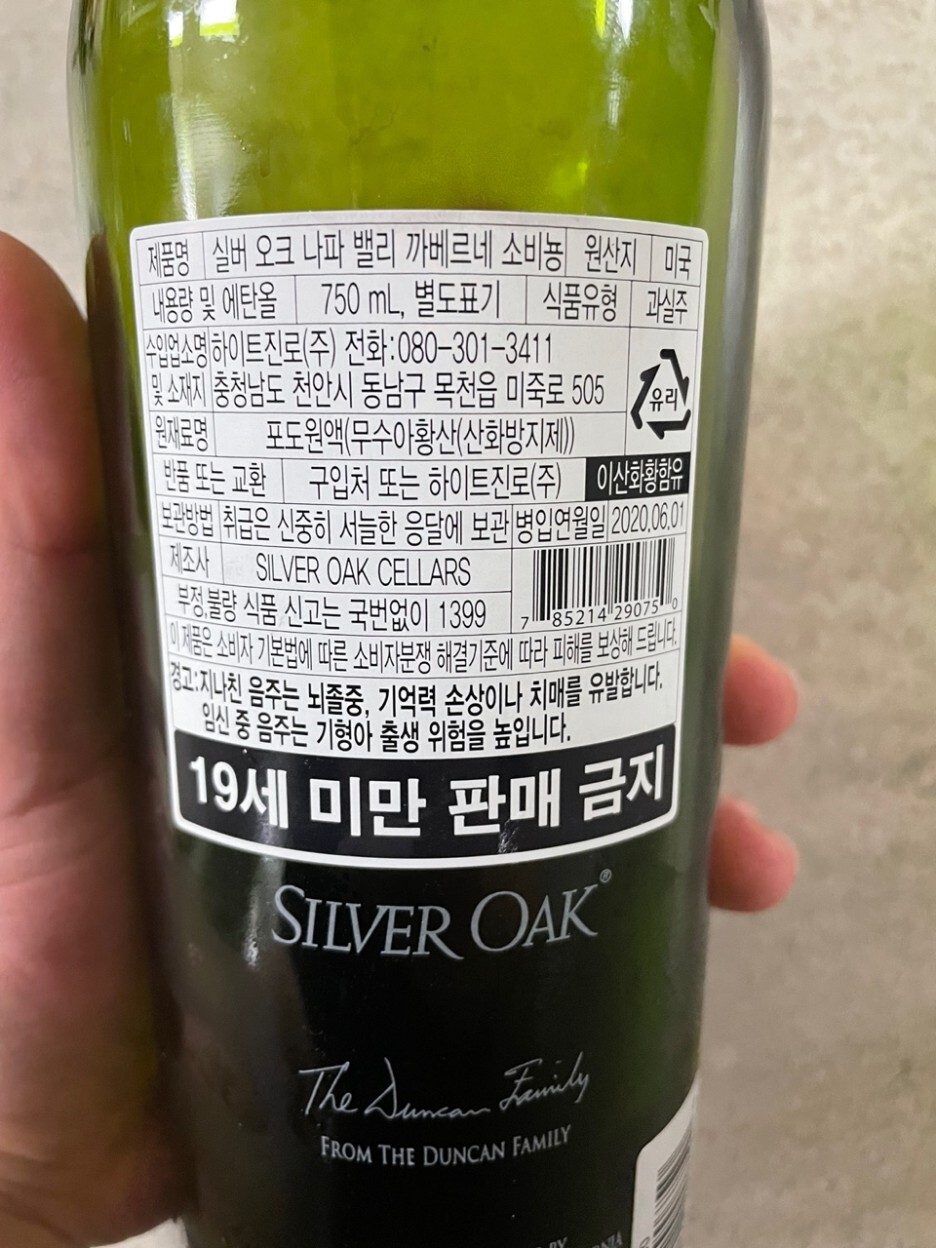 제품명 실버 오크 나파 밸리 까베르네 소비뇽 원산지 미국
내용량 및 에탄올 750 mL, 별도표기 식품유형 과실주
수입업소명 하이트진로(주) 전화:080-301-3411
및 소재지 충청남도 천안시 동남구 목천읍 미죽로 505
유리
원재료명 포도원액(무수아황산(산화방지제))
반품 또는 교환 구입처 또는 하이트진로(주) 이산화황함유
보관방법 취급은 신중히 서늘한 응달에 보관 병입연월일 2020.06.01
제조사 SILVER OAK CELLARS
부정,불량 식품 신고는 국번없이 1399
7 85214 29075 0
이 제품은 소비자 기본법에 따른 소비자분쟁 해결기준에 따라 피해를 보상해 드립니다.
경고:지나친 음주는 뇌졸중, 기억력 손상이나 치매를 유발합니다.
임신 중 음주는 기형아 출생 위험을 높입니다.
19세 미만 판매 금지
SILVER OAK®
The Duncan Family
FROM THE DUNCAN FAMILY
BY